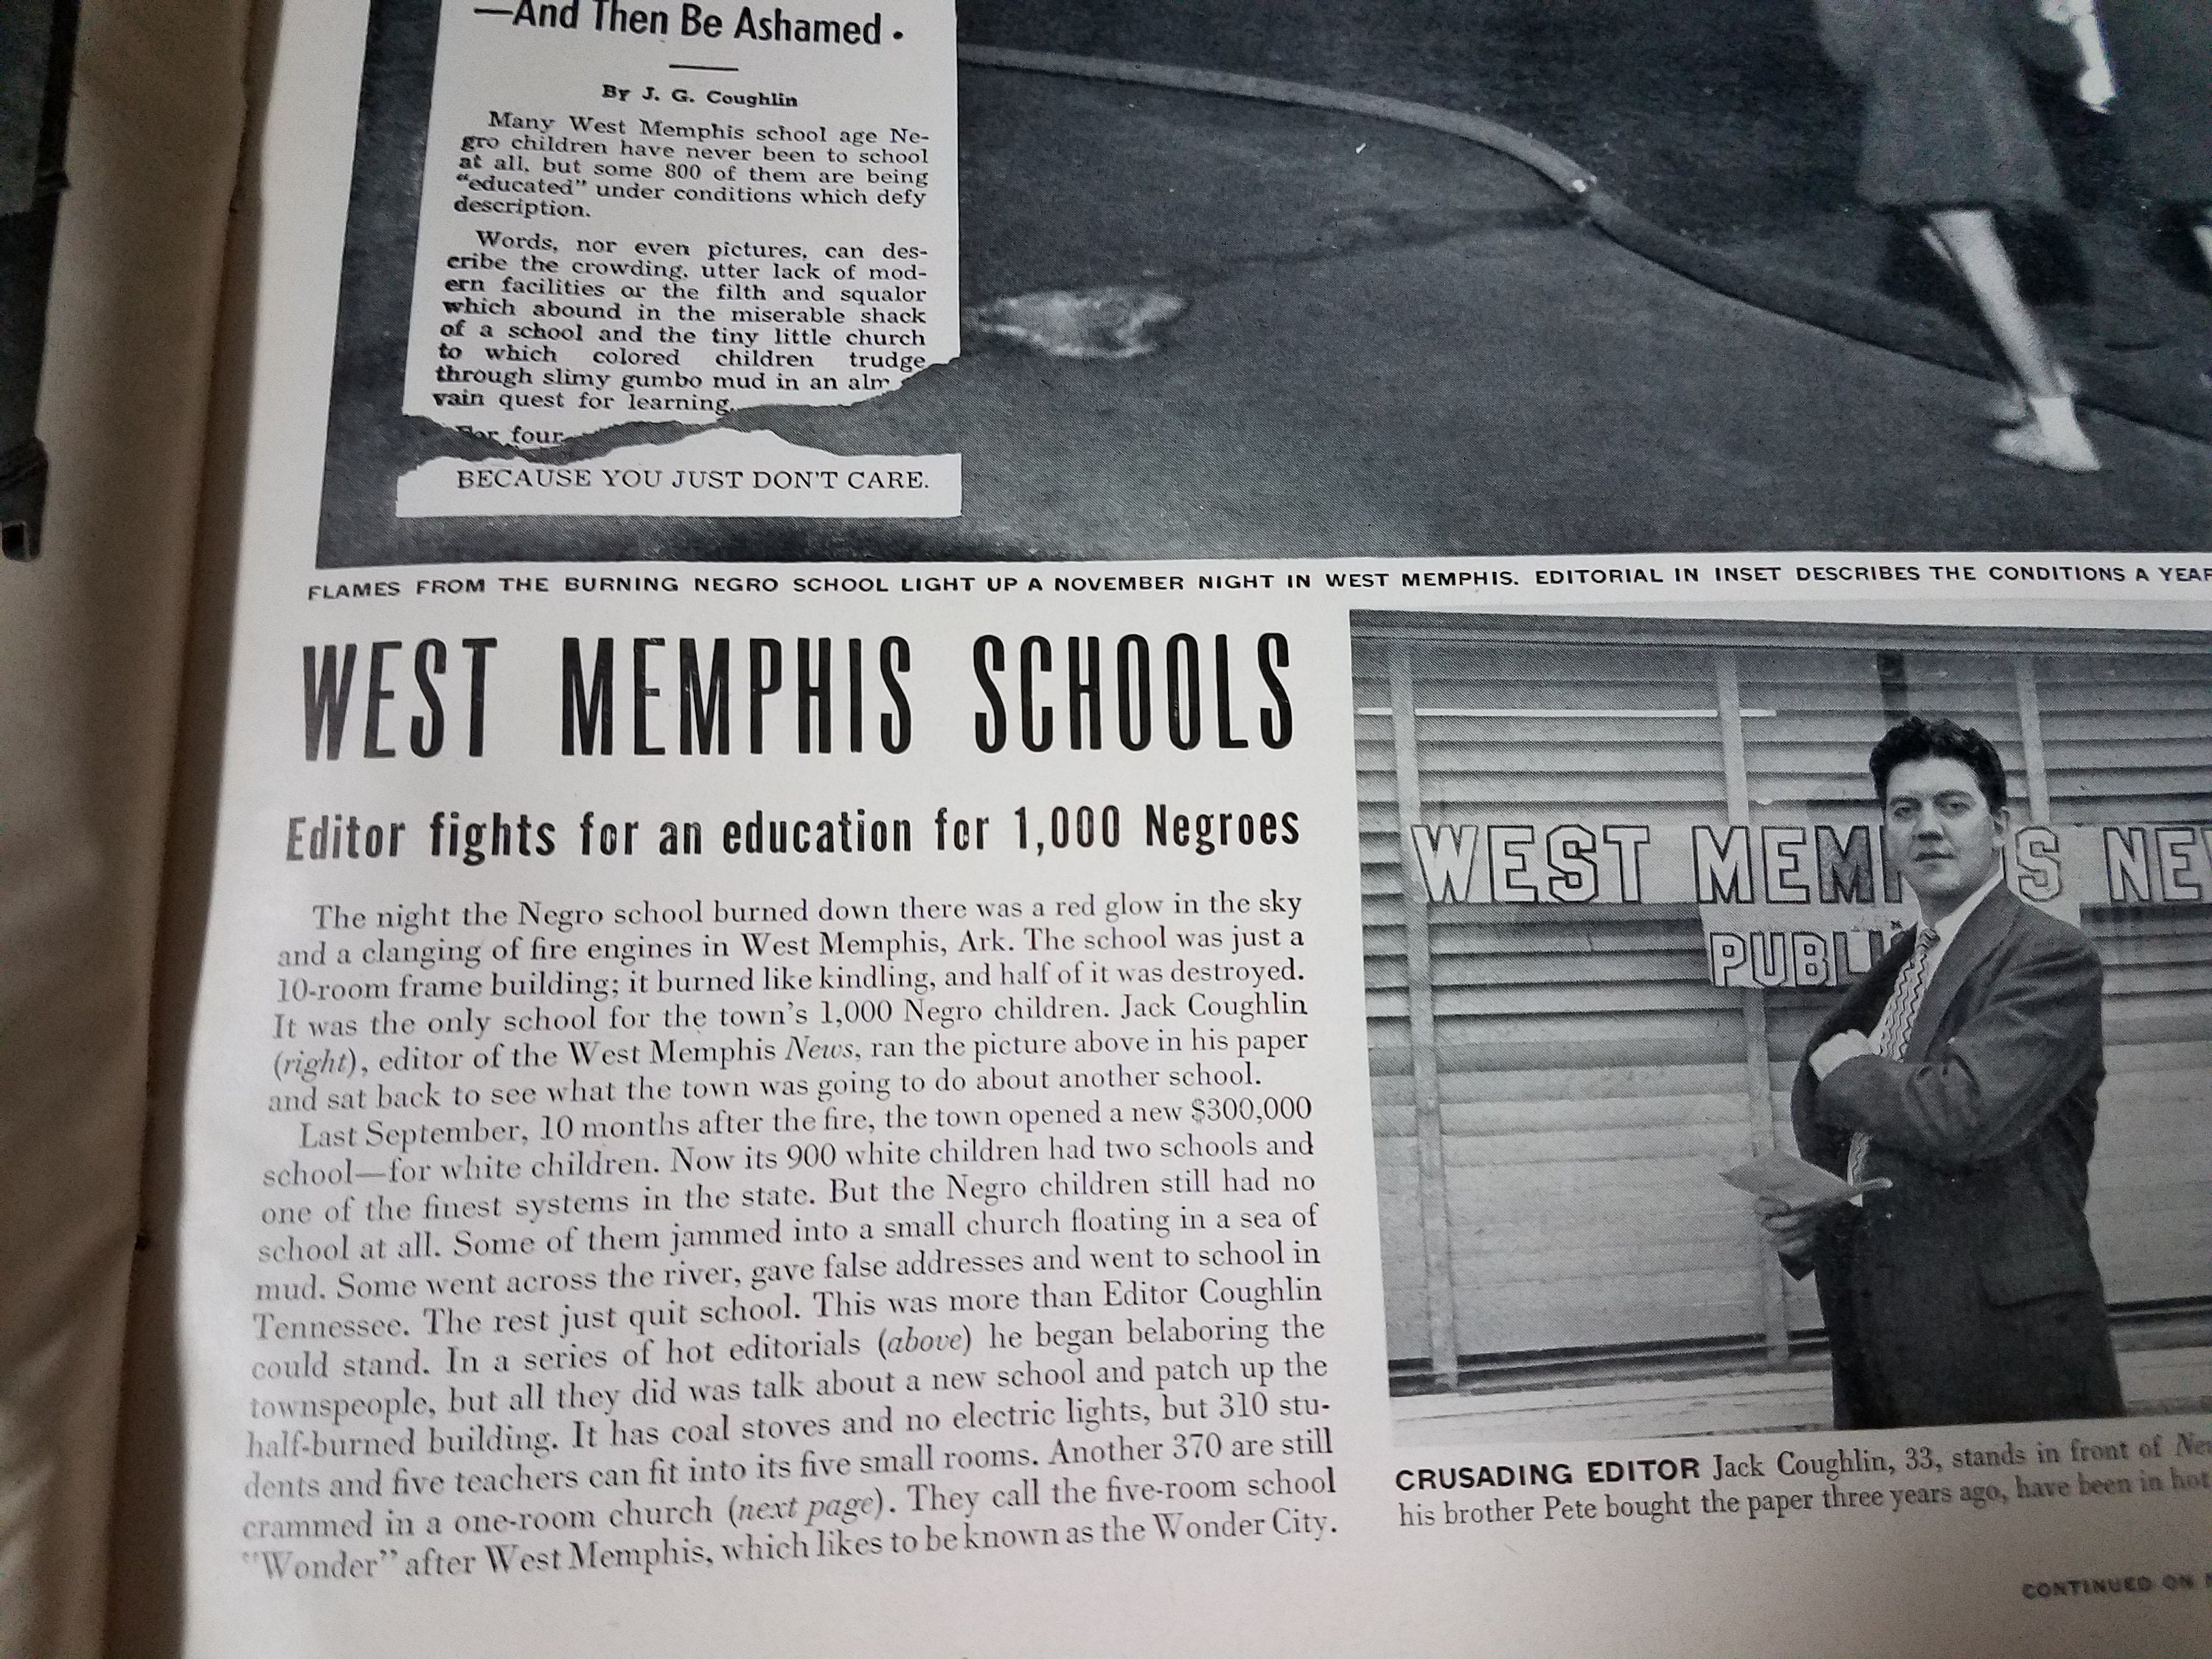 —And Then Be Ashamed •
By J. G. Coughlin
Many West Memphis school age Ne-
gro children have never been to school
at all, but some 800 of them are being
“educated” under conditions which defy
description.
Words, nor even pictures, can des-
cribe the crowding, utter lack of mod-
ern facilities or the filth and squalor
which abound in the miserable shack
of a school and the tiny little church
to which colored children trudge
through slimy gumbo mud in an alm
vain quest for learning.
For four
BECAUSE YOU JUST DON'T CARE.
FLAMES FROM THE BURNING NEGRO SCHOOL LIGHT UP A NOVEMBER NIGHT IN WEST MEMPHIS. EDITORIAL IN INSET DESCRIBES THE CONDITIONS A YEAR
WEST MEMPHIS SCHOOLS
Editor fights for an education for 1,000 Negroes
The night the Negro school burned down there was a red glow in the sky
and a clanging of fire engines in West Memphis, Ark. The school was just a
10-room frame building; it burned like kindling, and half of it was destroyed.
It was the only school for the town's 1,000 Negro children. Jack Coughlin
(right), editor of the West Memphis News, ran the picture above in his paper
and sat back to see what the town was going to do about another school.
Last September, 10 months after the fire, the town opened a new $300,000
school—for white children. Now its 900 white children had two schools and
one of the finest systems in the state. But the Negro children still had no
school at all. Some of them jammed into a small church floating in a sea of
mud. Some went across the river, gave false addresses and went to school in
Tennessee. The rest just quit school. This was more than Editor Coughlin
could stand. In a series of hot editorials (above) he began belaboring the
townspeople, but all they did was talk about a new school and patch up the
half-burned building. It has coal stoves and no electric lights, but 310 stu-
dents and five teachers can fit into its five small rooms. Another 370 are still
crammed in a one-room church (next page). They call the five-room school
“Wonder” after West Memphis, which likes to be known as the Wonder City.
WEST MEMP S NE
PUBLI
CRUSADING EDITOR Jack Coughlin, 33, stands in front of Ne
his brother Pete bought the paper three years ago, have been in hot
CONTINUED ON